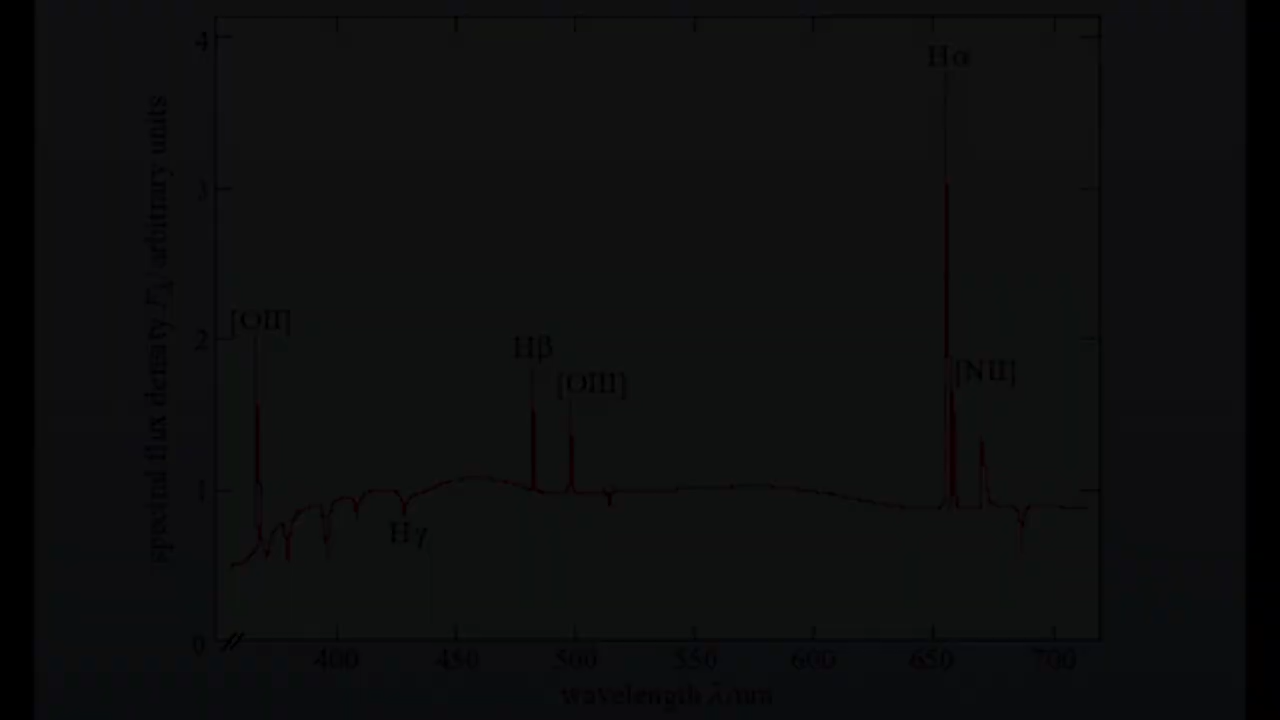 4
Hα
3
spectral flux density Fλ/arbitrary units
[OII]
2
Hβ
[OIII]
[NII]
1
Hγ
0
400 450 500 550 600 650 700
wavelength λ/nm